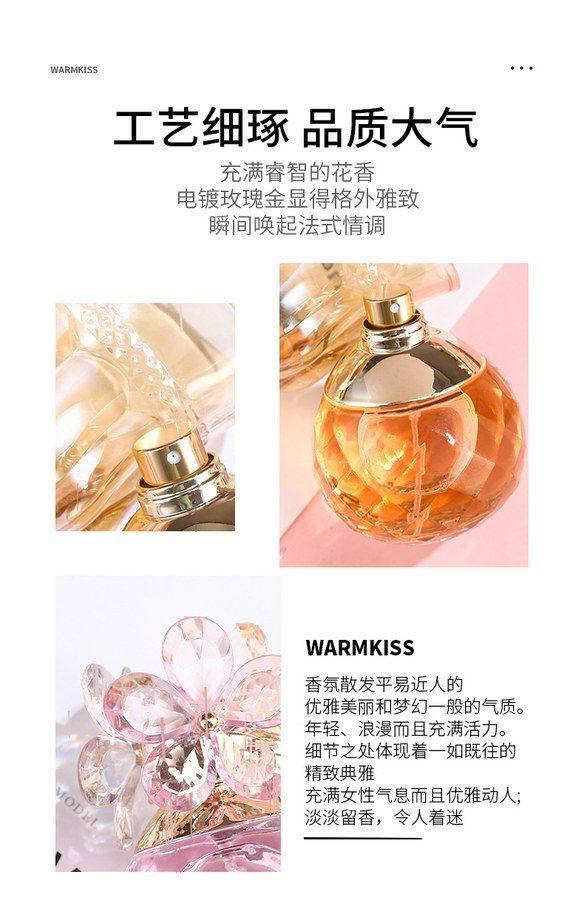 WARMKISS
工艺细琢 品质大气
充满睿智的花香
电镀玫瑰金显得格外雅致
瞬间唤起法式情调
WARMKISS
香氛散发平易近人的
优雅美丽和梦幻一般的气质。
年轻、浪漫而且充满活力。
细节之处体现着一如既往的
精致典雅
充满女性气息而且优雅动人;
淡淡留香，令人着迷
MODEL